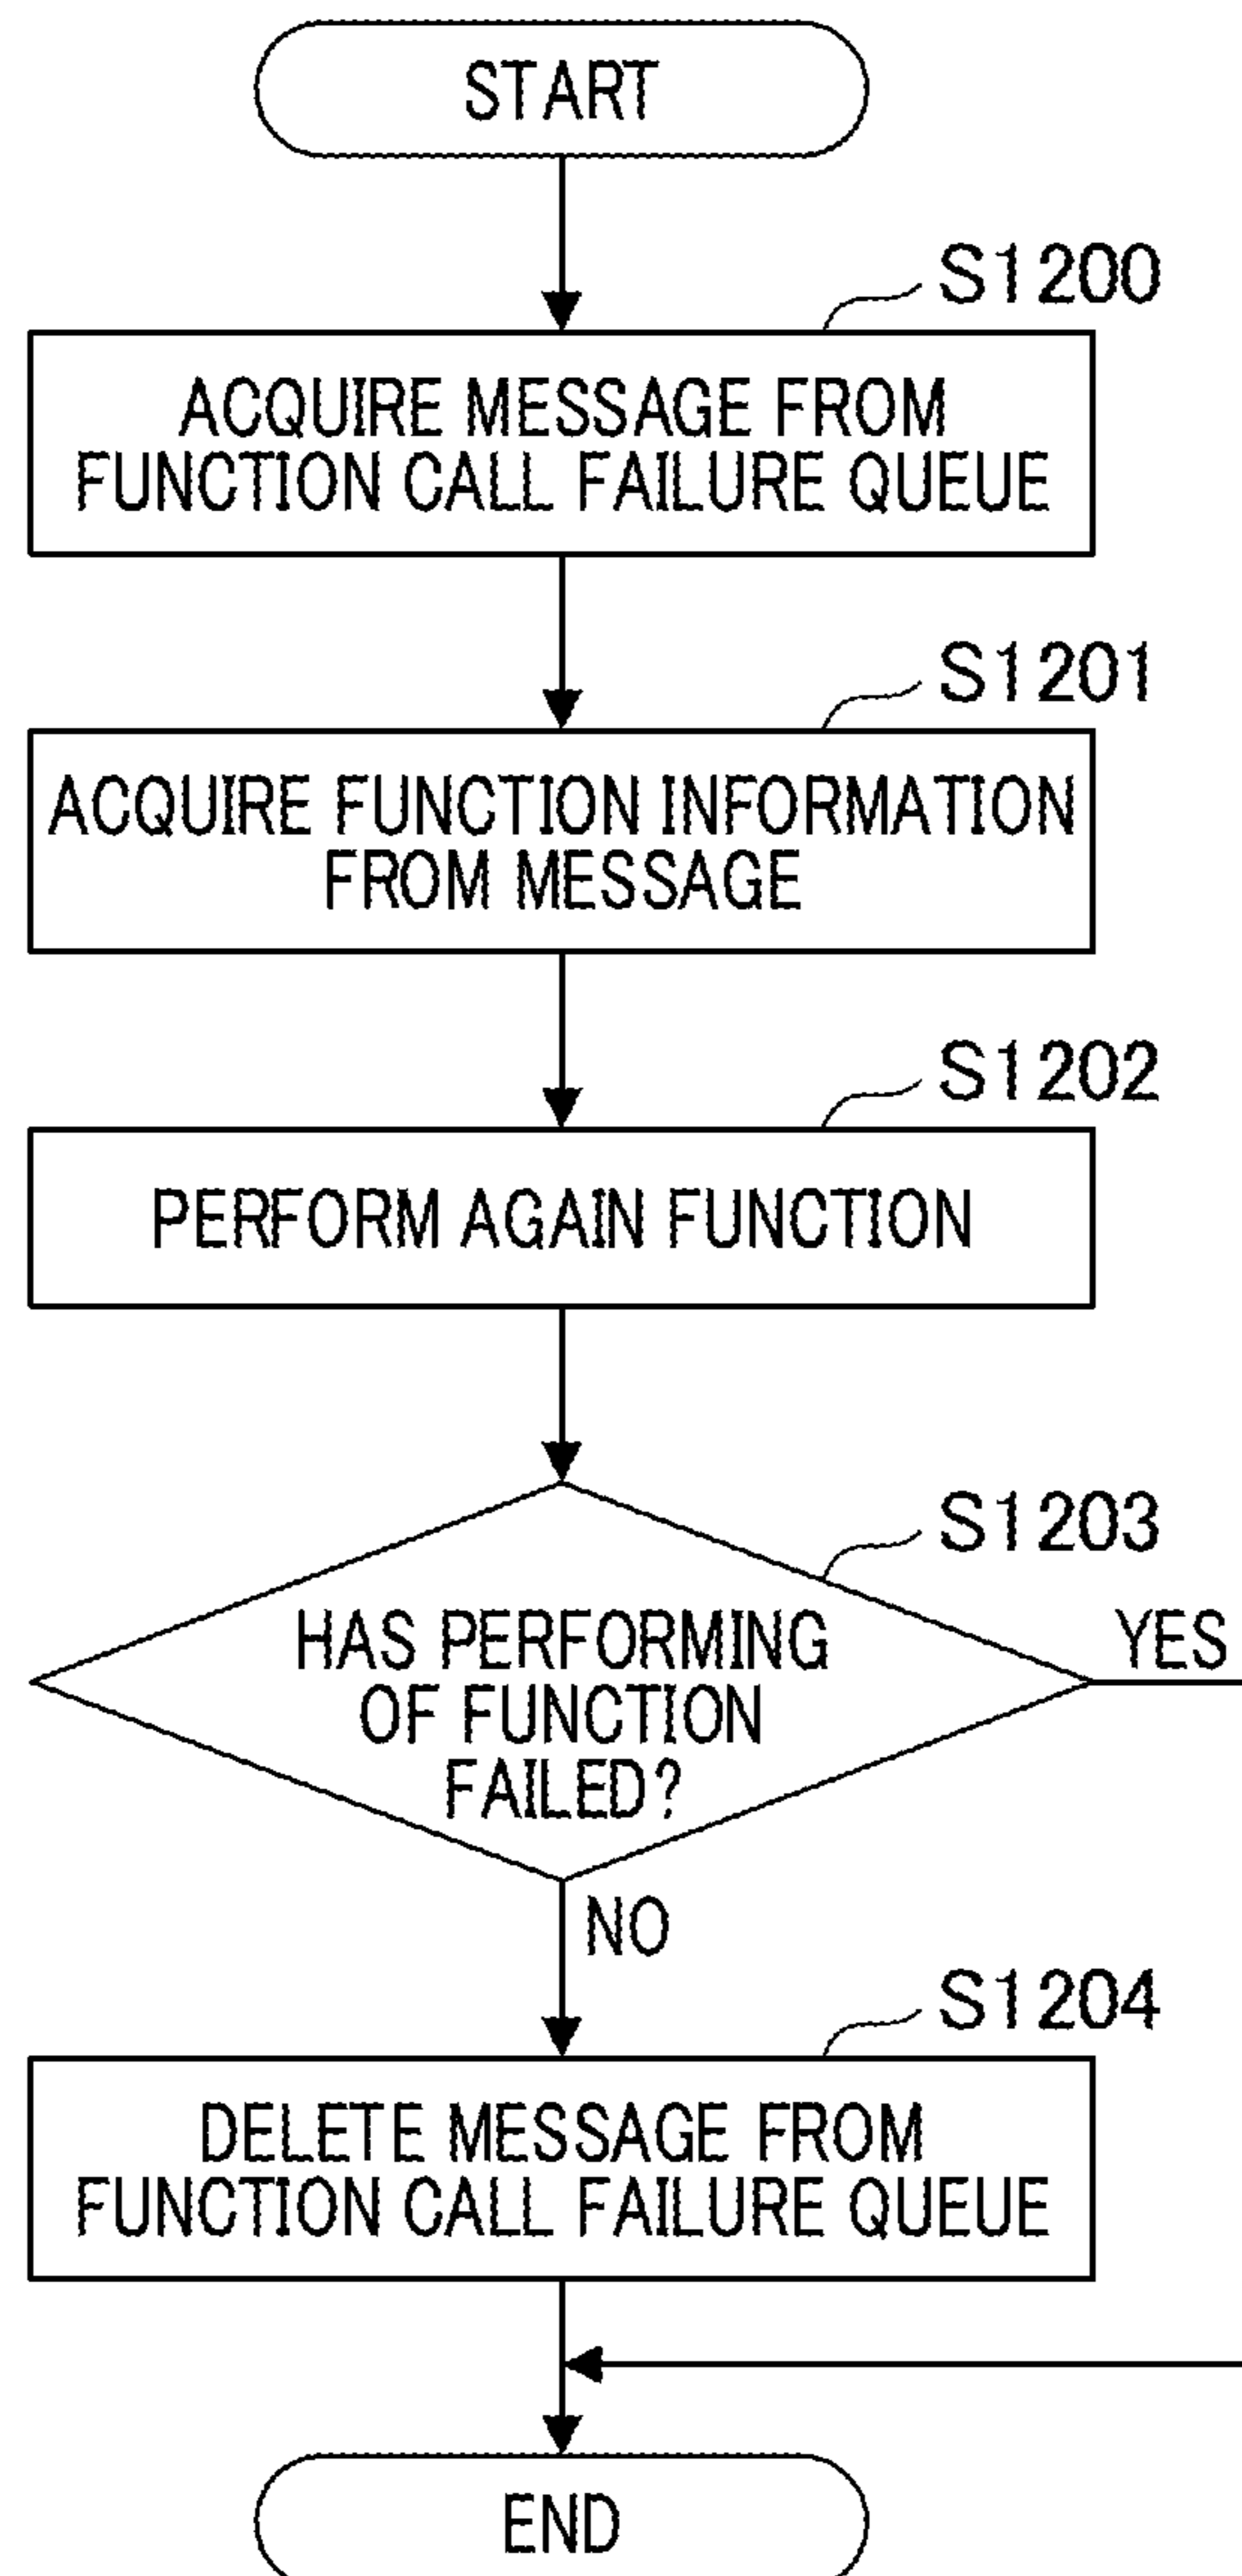 START
S1200
ACQUIRE MESSAGE FROM
FUNCTION CALL FAILURE QUEUE
S1201
ACQUIRE FUNCTION INFORMATION
FROM MESSAGE
S1202
PERFORM AGAIN FUNCTION
S1203
HAS PERFORMING
OF FUNCTION
FAILED?
YES
NO
S1204
DELETE MESSAGE FROM
FUNCTION CALL FAILURE QUEUE
END